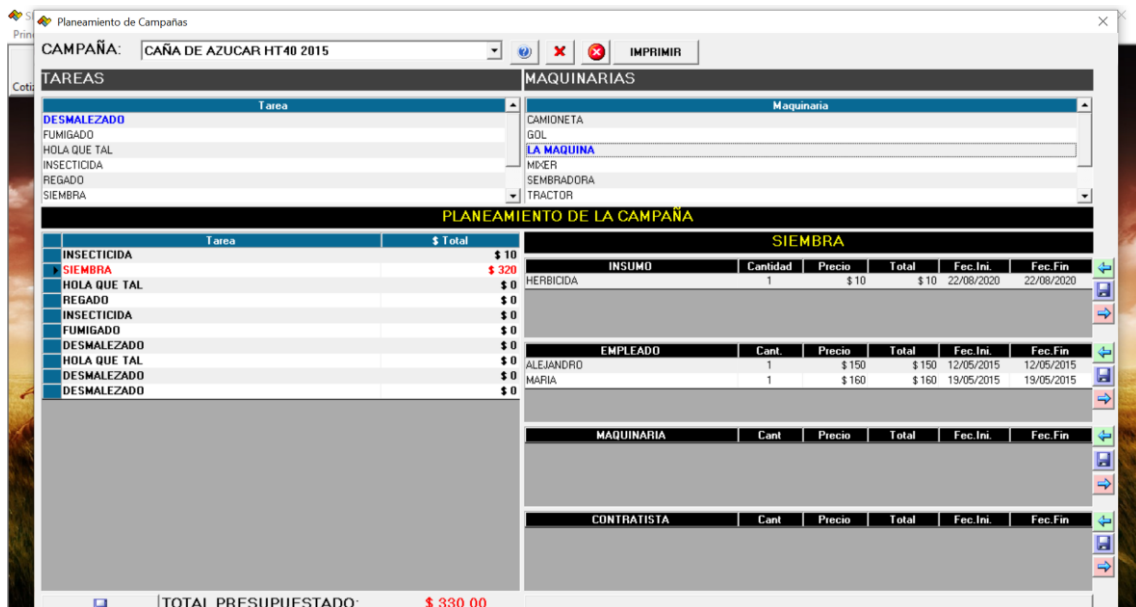 Planeamiento de Campañas
CAMPAÑA: CAÑA DE AZUCAR HT40 2015 IMPRIMIR
TAREAS
Tarea
DESMALEZADO
FUMIGADO
HOLA QUE TAL
INSECTICIDA
REGADO
SIEMBRA
MAQUINARIAS
Maquinaria
CAMIONETA
GOL
LA MAQUINA
MIXER
SEMBRADORA
TRACTOR
PLANEAMIENTO DE LA CAMPAÑA
Tarea $ Total
INSECTICIDA $ 10
SIEMBRA $ 320
HOLA QUE TAL $ 0
REGADO $ 0
INSECTICIDA $ 0
FUMIGADO $ 0
DESMALEZADO $ 0
HOLA QUE TAL $ 0
DESMALEZADO $ 0
DESMALEZADO $ 0
SIEMBRA
INSUMO Cantidad Precio Total Fec.Ini. Fec.Fin
HERBICIDA 1 $ 10 $ 10 22/08/2020 22/08/2020
EMPLEADO Cant. Precio Total Fec.Ini. Fec.Fin
ALEJANDRO 1 $ 150 $ 150 12/05/2015 12/05/2015
MARIA 1 $ 160 $ 160 19/05/2015 19/05/2015
MAQUINARIA Cant Precio Total Fec.Ini. Fec.Fin
CONTRATISTA Cant Precio Total Fec.Ini. Fec.Fin
TOTAL PRESUPUESTADO: $ 330.00